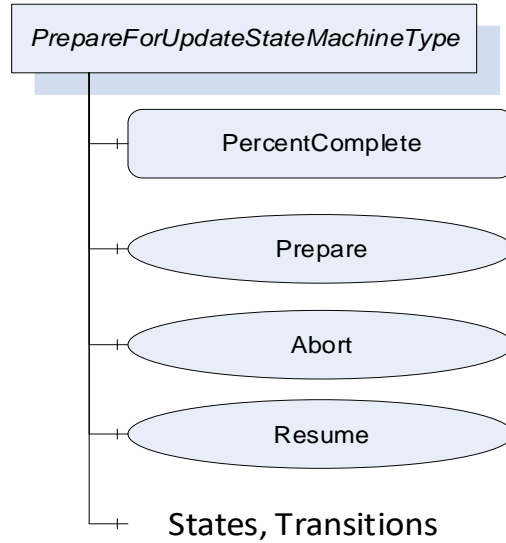 PrepareForUpdateStateMachineType
PercentComplete
Prepare
Abort
Resume
States, Transitions